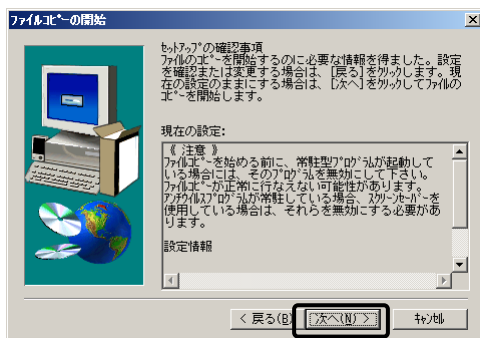 ﾌｧｲﾙｺﾋﾟｰの開始
ｾｯﾄｱｯﾌﾟの確認事項
ﾌｧｲﾙのｺﾋﾟｰを開始するのに必要な情報を得ました。設定
を確認または変更する場合は、[戻る]をｸﾘｯｸします。現
在の設定のままにする場合は、[次へ]をｸﾘｯｸしてﾌｧｲﾙの
ｺﾋﾟｰを開始します。
現在の設定:
《 注意 》
ﾌｧｲﾙｺﾋﾟｰを始める前に、常駐型ﾌﾟﾛｸﾞﾗﾑが起動して
いる場合には、そのﾌﾟﾛｸﾞﾗﾑを無効にして下さい。
ﾌｧｲﾙｺﾋﾟｰが正常に行なえない可能性があります。
ｱﾝﾁｳｨﾙｽﾌﾟﾛｸﾞﾗﾑが常駐している場合、ｽｸﾘｰﾝｾｰﾊﾞｰを
使用している場合は、それらを無効にする必要があ
ります。
設定情報
< 戻る(B)
次へ(N) >
ｷｬﾝｾﾙ